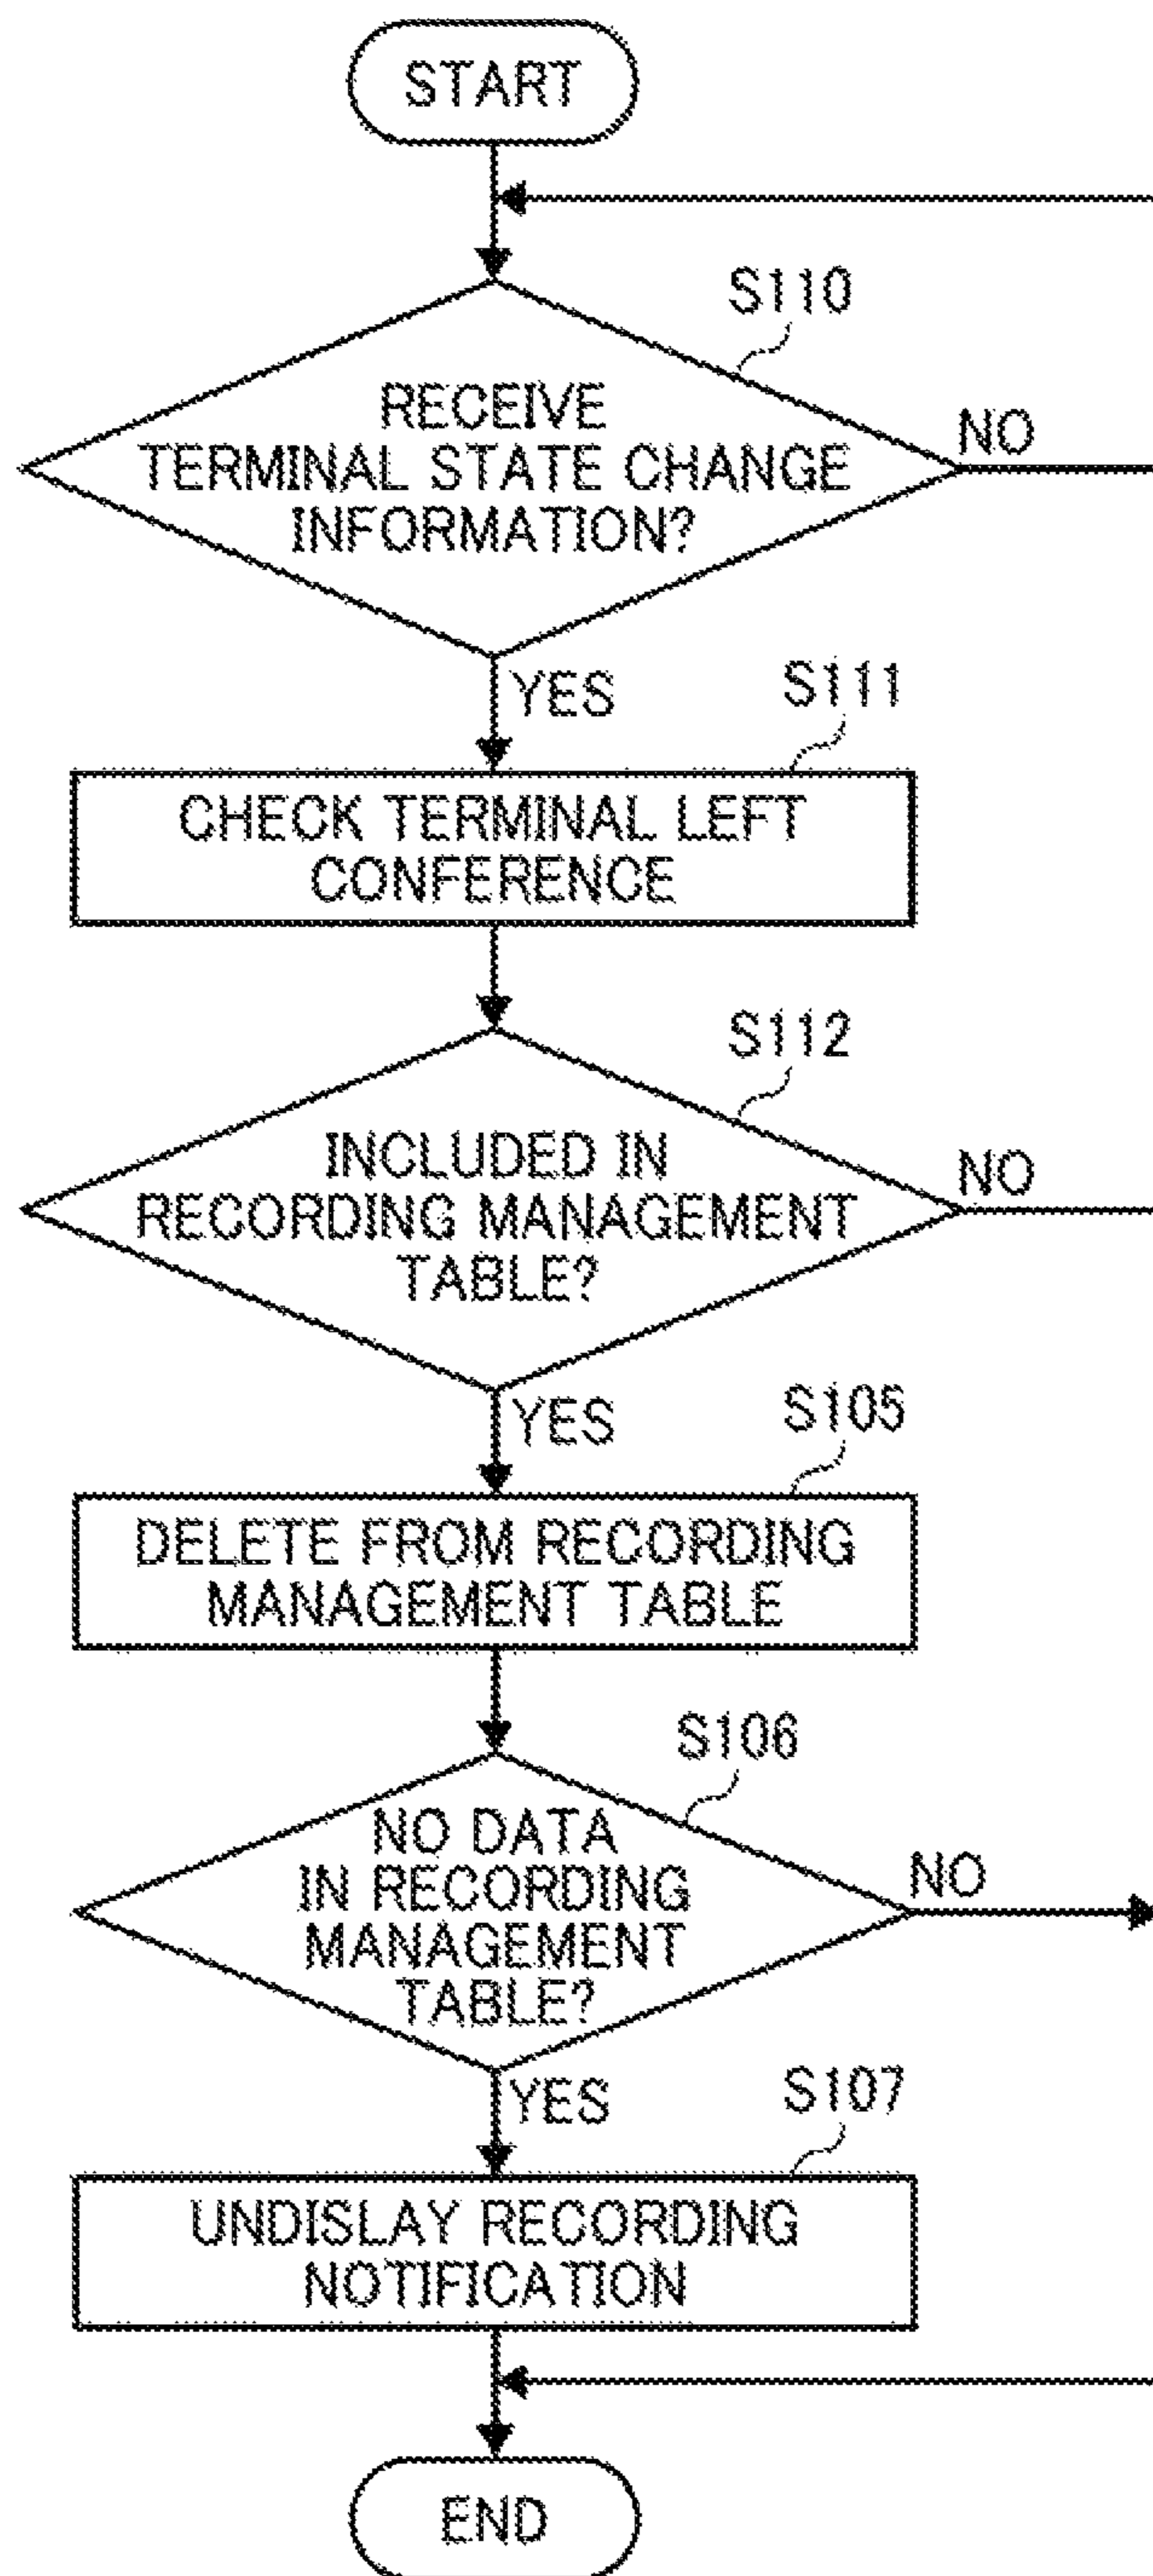 START
S110
RECEIVE
TERMINAL STATE CHANGE
INFORMATION?
NO
YES
S111
CHECK TERMINAL LEFT
CONFERENCE
S112
INCLUDED IN
RECORDING MANAGEMENT
TABLE?
NO
YES
S105
DELETE FROM RECORDING
MANAGEMENT TABLE
S106
NO DATA
IN RECORDING
MANAGEMENT
TABLE?
NO
YES
S107
UNDISLAY RECORDING
NOTIFICATION
END